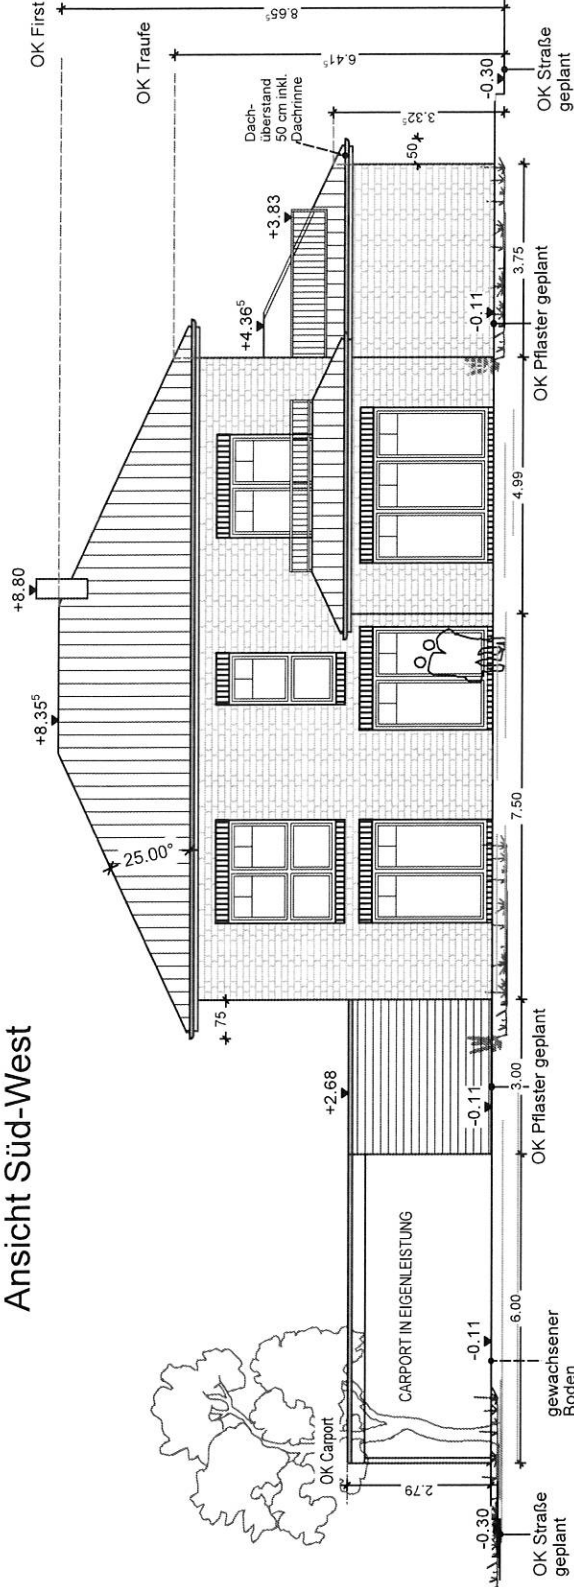 Ansicht Süd-West
OK First
8.65⁵
OK Traufe
6.41⁵
+8.80
+8.35⁵
25.00°
75
Dach-
überstand
50 cm inkl.
Dachrinne
3.32⁵
50
+3.83
+4.36⁵
+2.68
OK Carport
CARPORT IN EIGENLEISTUNG
2.79
-0.30
-0.11
-0.11
-0.11
-0.30
6.00
3.00
7.50
4.99
3.75
OK Straße
geplant
gewachsener
Boden
OK Pflaster geplant
OK Pflaster geplant
OK Straße
geplant